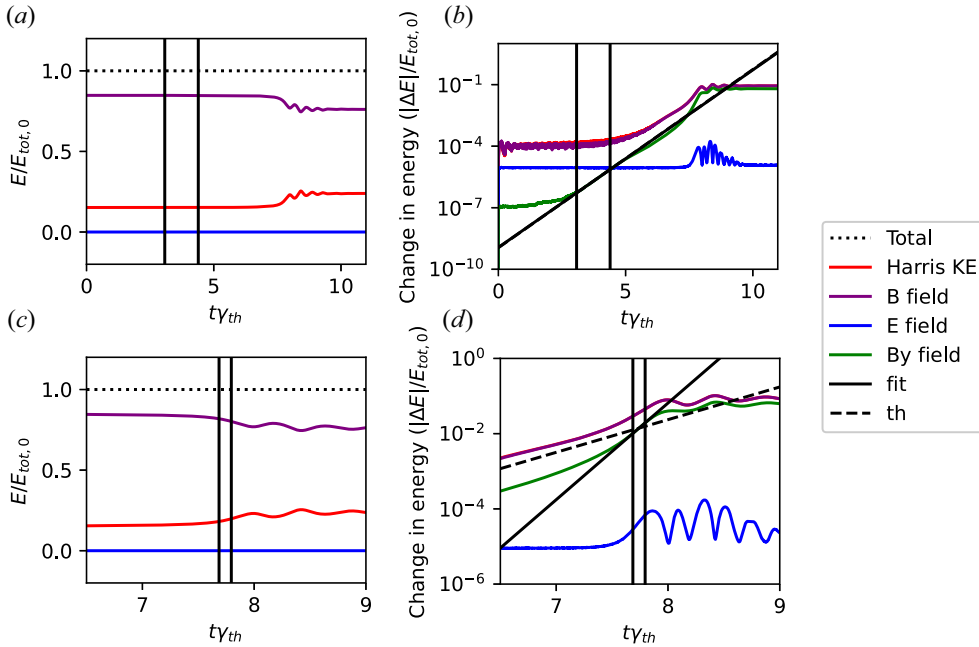 (a)
E/E_{tot,0}
1.0
0.5
0.0
0
5
10
tγ_{th}
(b)
Change in energy (|ΔE|/E_{tot,0})
10^{−1}
10^{−4}
10^{−7}
10^{−10}
0
5
10
tγ_{th}
Total
Harris KE
B field
E field
By field
fit
th
(c)
E/E_{tot,0}
1.0
0.5
0.0
7
8
9
tγ_{th}
(d)
Change in energy (|ΔE|/E_{tot,0})
10^{0}
10^{−2}
10^{−4}
10^{−6}
7
8
9
tγ_{th}